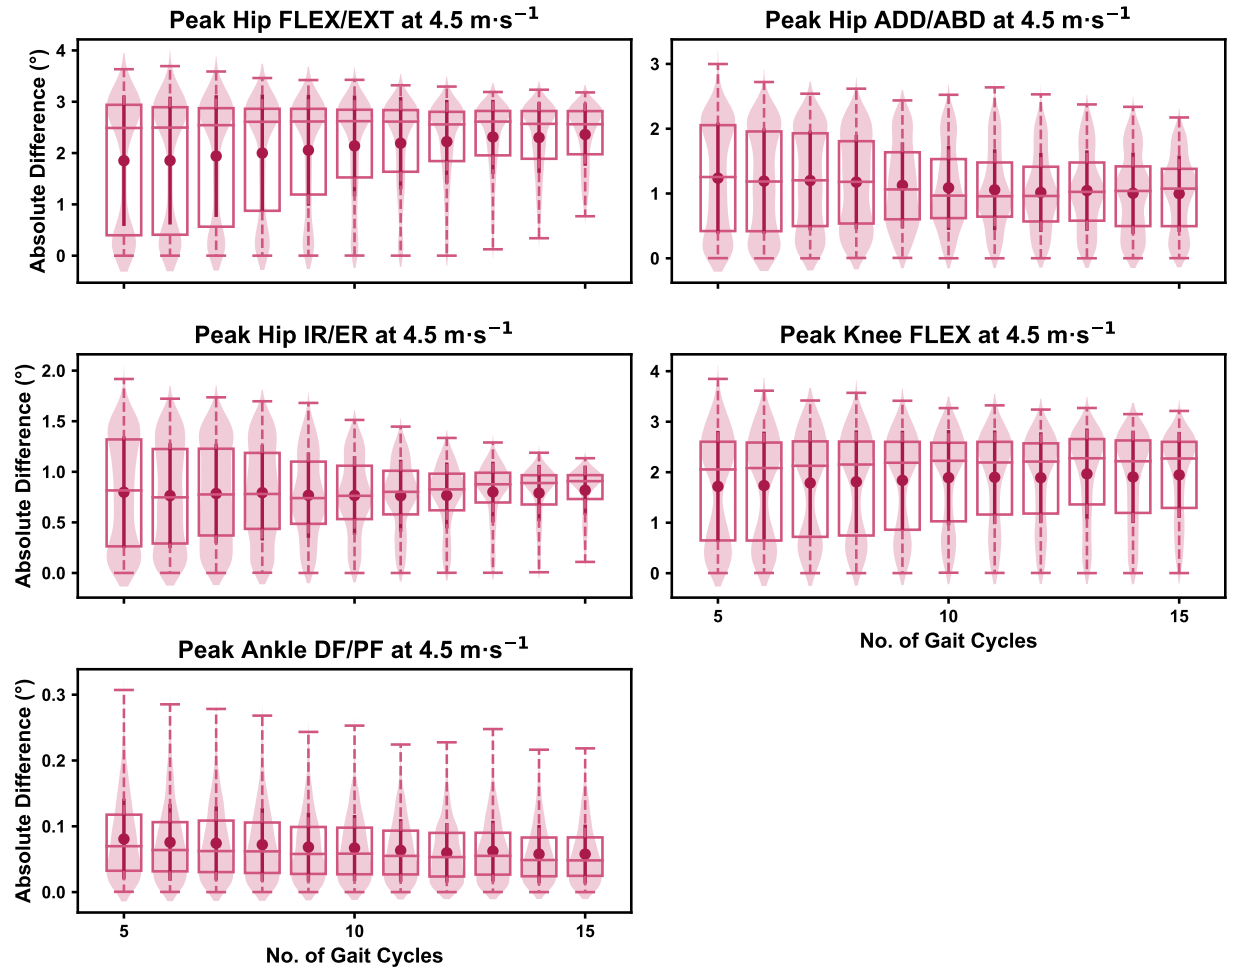 Peak Hip FLEX/EXT at 4.5 m·s⁻¹
Peak Hip ADD/ABD at 4.5 m·s⁻¹
Absolute Difference (°)
4
3
2
1
0
3
2
1
0
Peak Hip IR/ER at 4.5 m·s⁻¹
Peak Knee FLEX at 4.5 m·s⁻¹
Absolute Difference (°)
2.0
1.5
1.0
0.5
0.0
4
3
2
1
0
5 10 15
No. of Gait Cycles
Peak Ankle DF/PF at 4.5 m·s⁻¹
Absolute Difference (°)
0.3
0.2
0.1
0.0
5 10 15
No. of Gait Cycles